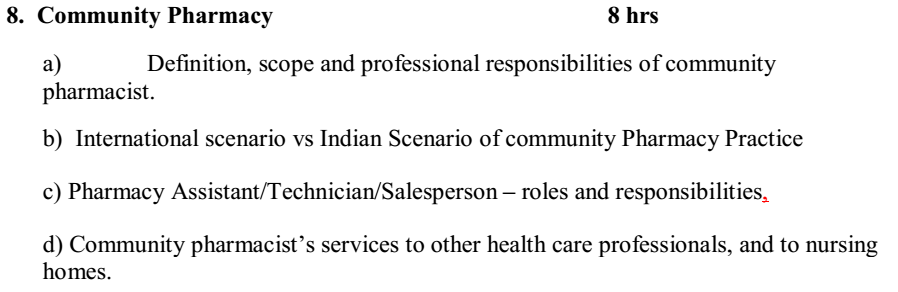 8. Community Pharmacy 8 hrs
a) Definition, scope and professional responsibilities of community
pharmacist.
b) International scenario vs Indian Scenario of community Pharmacy Practice
c) Pharmacy Assistant/Technician/Salesperson – roles and responsibilities,
d) Community pharmacist’s services to other health care professionals, and to nursing
homes.